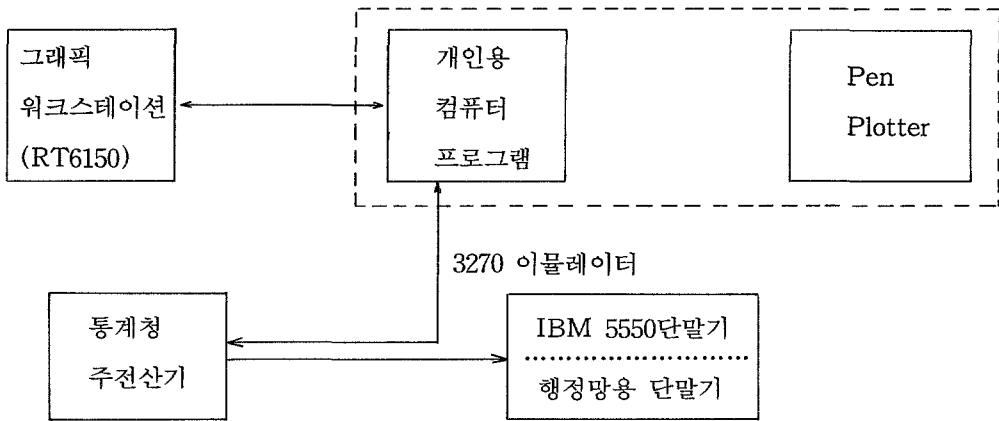 그래픽
워크스테이션
(RT6150)
개인용
컴퓨터
프로그램
Pen
Plotter
3270 이뮬레이터
통계청
주전산기
IBM 5550단말기
행정망용 단말기